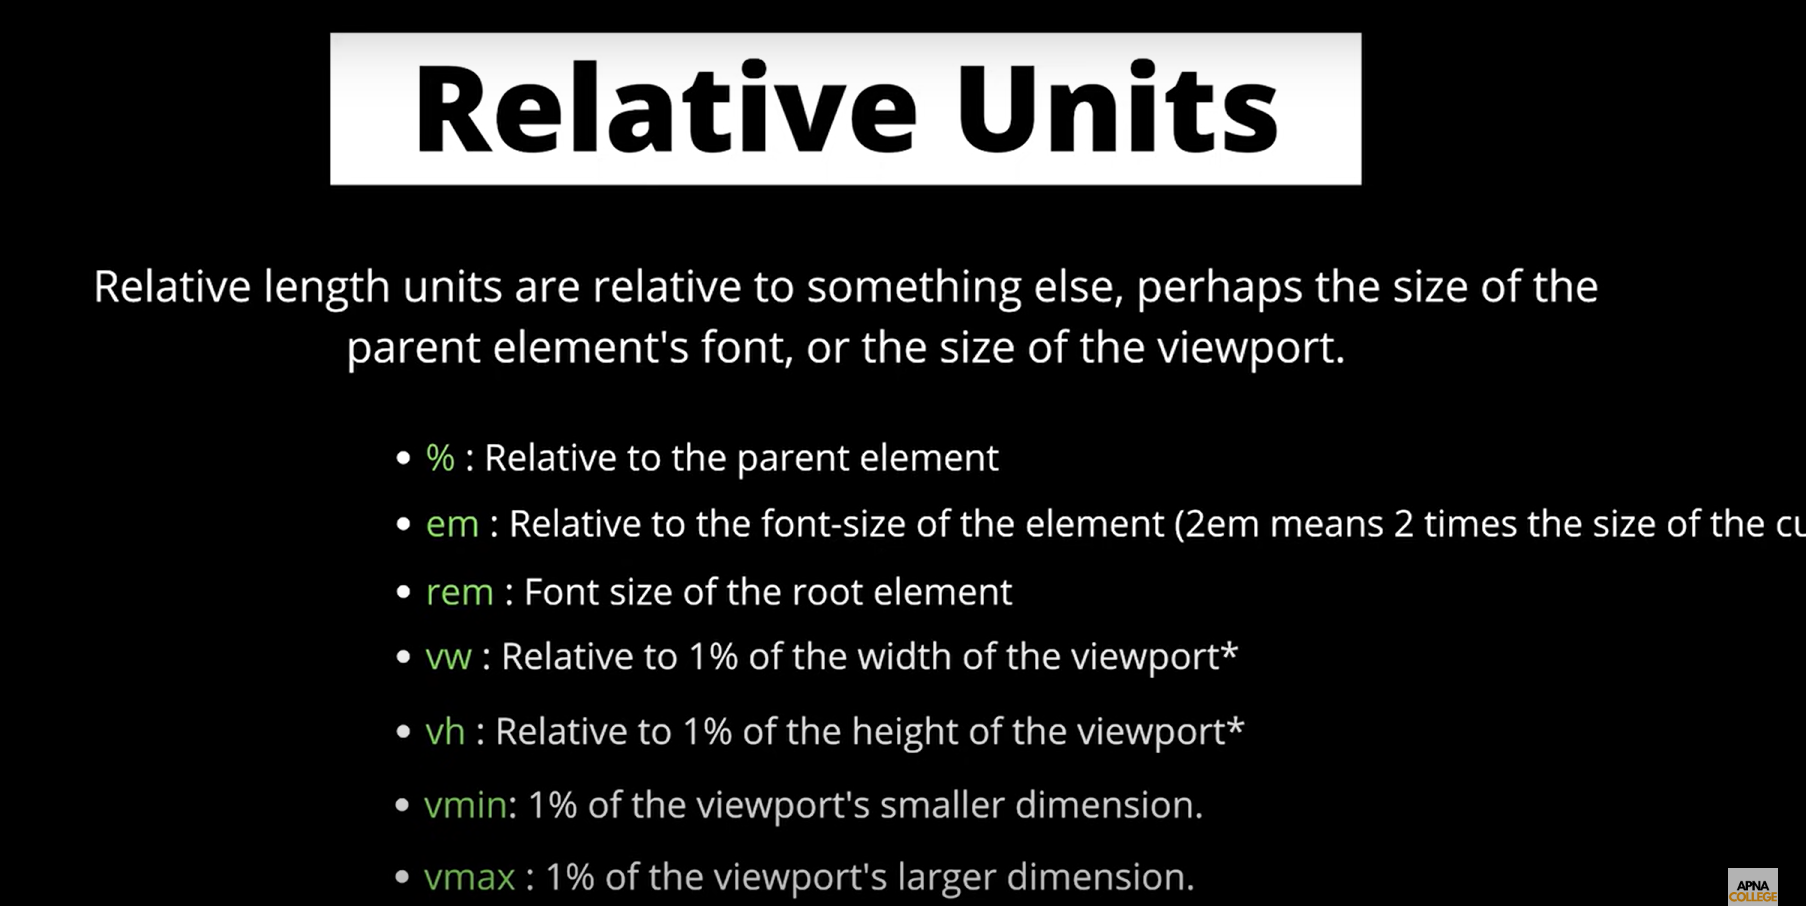 Relative Units
Relative length units are relative to something else, perhaps the size of the
parent element's font, or the size of the viewport.
• % : Relative to the parent element
• em : Relative to the font-size of the element (2em means 2 times the size of the
• rem : Font size of the root element
• vw : Relative to 1% of the width of the viewport*
• vh : Relative to 1% of the height of the viewport*
• vmin: 1% of the viewport's smaller dimension.
• vmax : 1% of the viewport's larger dimension.
APNA
COLLEGE